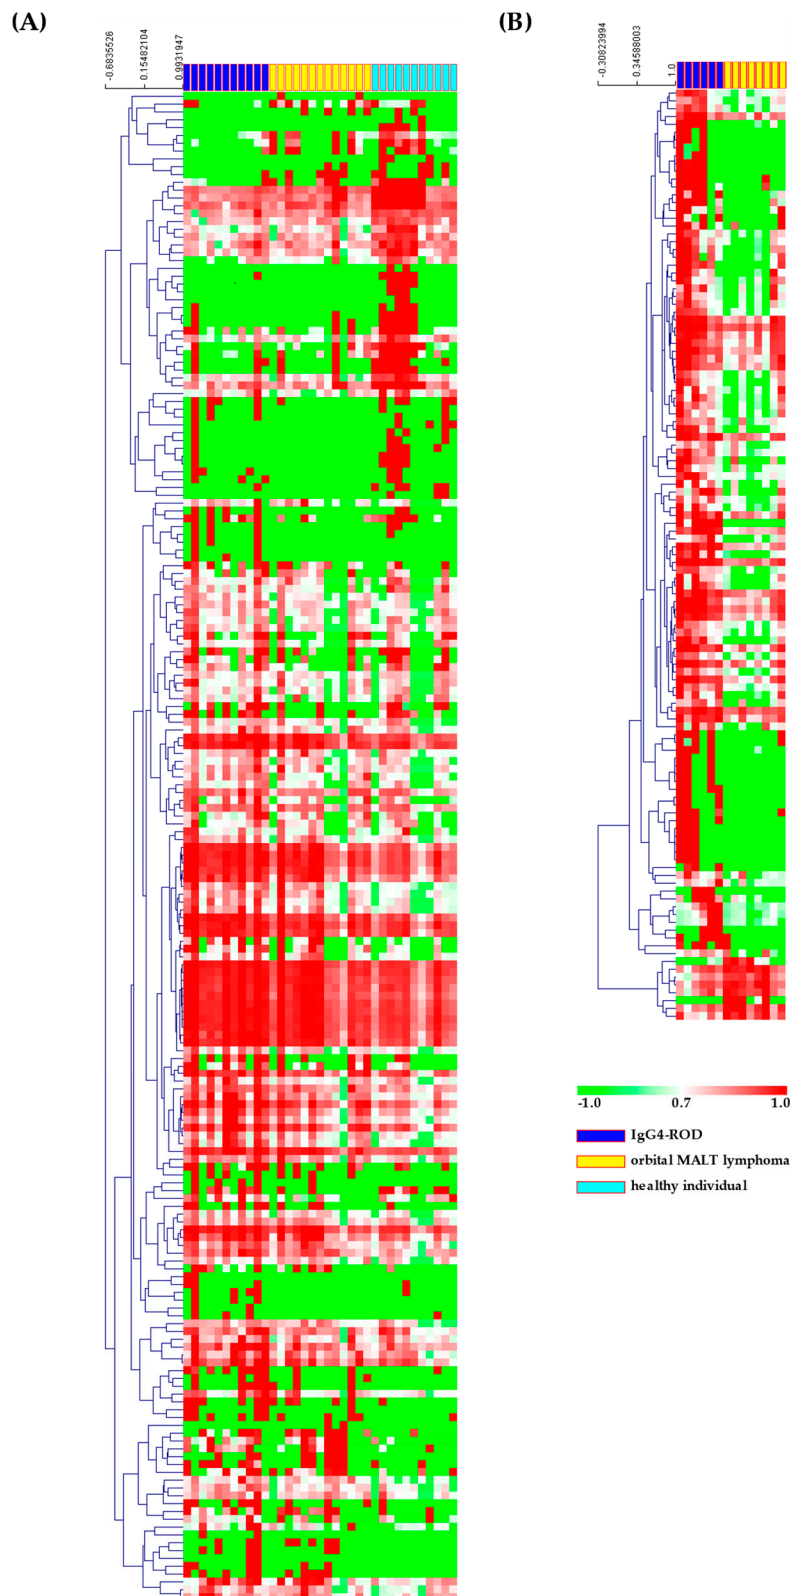 (A)
(B)
-0.6835526
0.15482104
0.9931947
-0.30823994
0.34588003
1.0
-1.0 0.7 1.0
IgG4-ROD
orbital MALT lymphoma
healthy individual